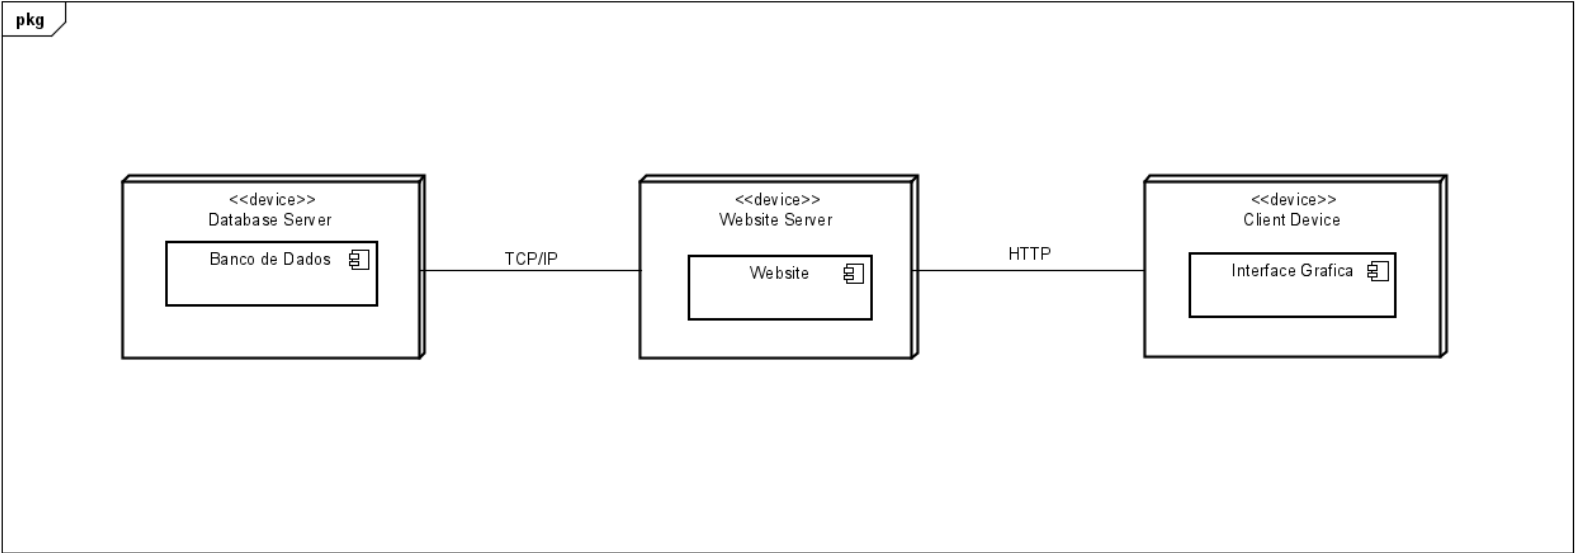 pkg
<<device>>
Database Server
Banco de Dados
TCP/IP
<<device>>
Website Server
Website
HTTP
<<device>>
Client Device
Interface Grafica